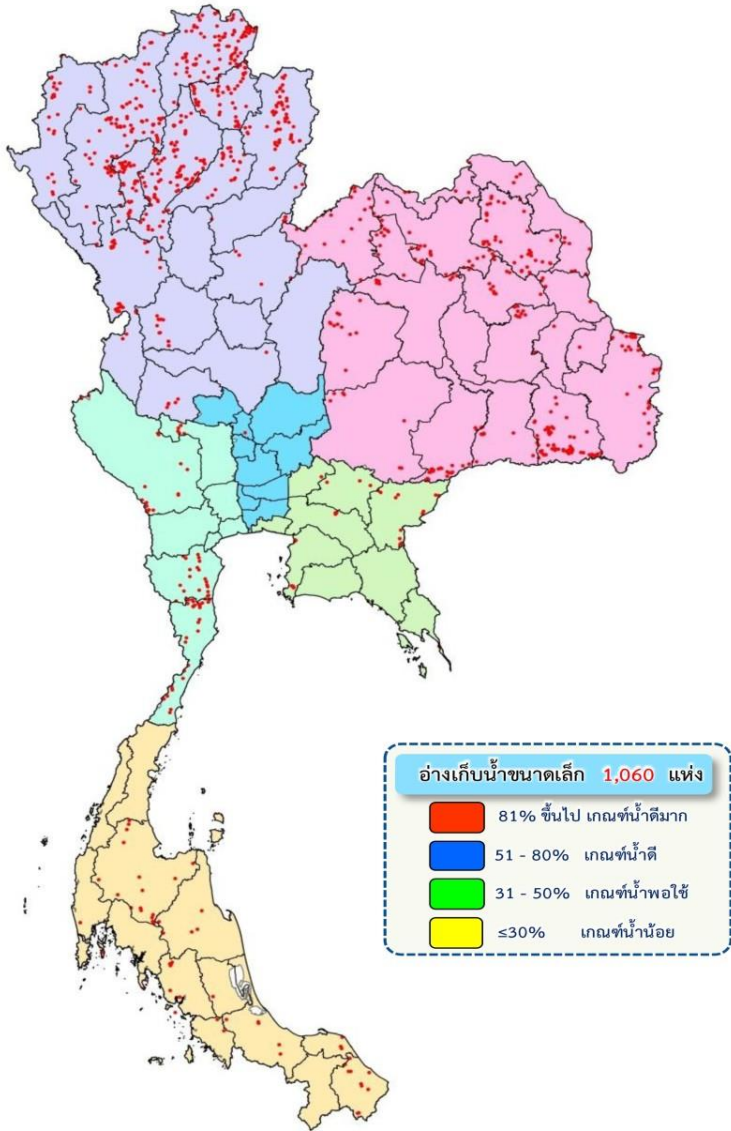 อ่างเก็บน้ำขนาดเล็ก 1,060 แห่ง
81% ขึ้นไป เกณฑ์น้ำดีมาก
51 - 80% เกณฑ์น้ำดี
31 - 50% เกณฑ์น้ำพอใช้
≤30% เกณฑ์น้ำน้อย